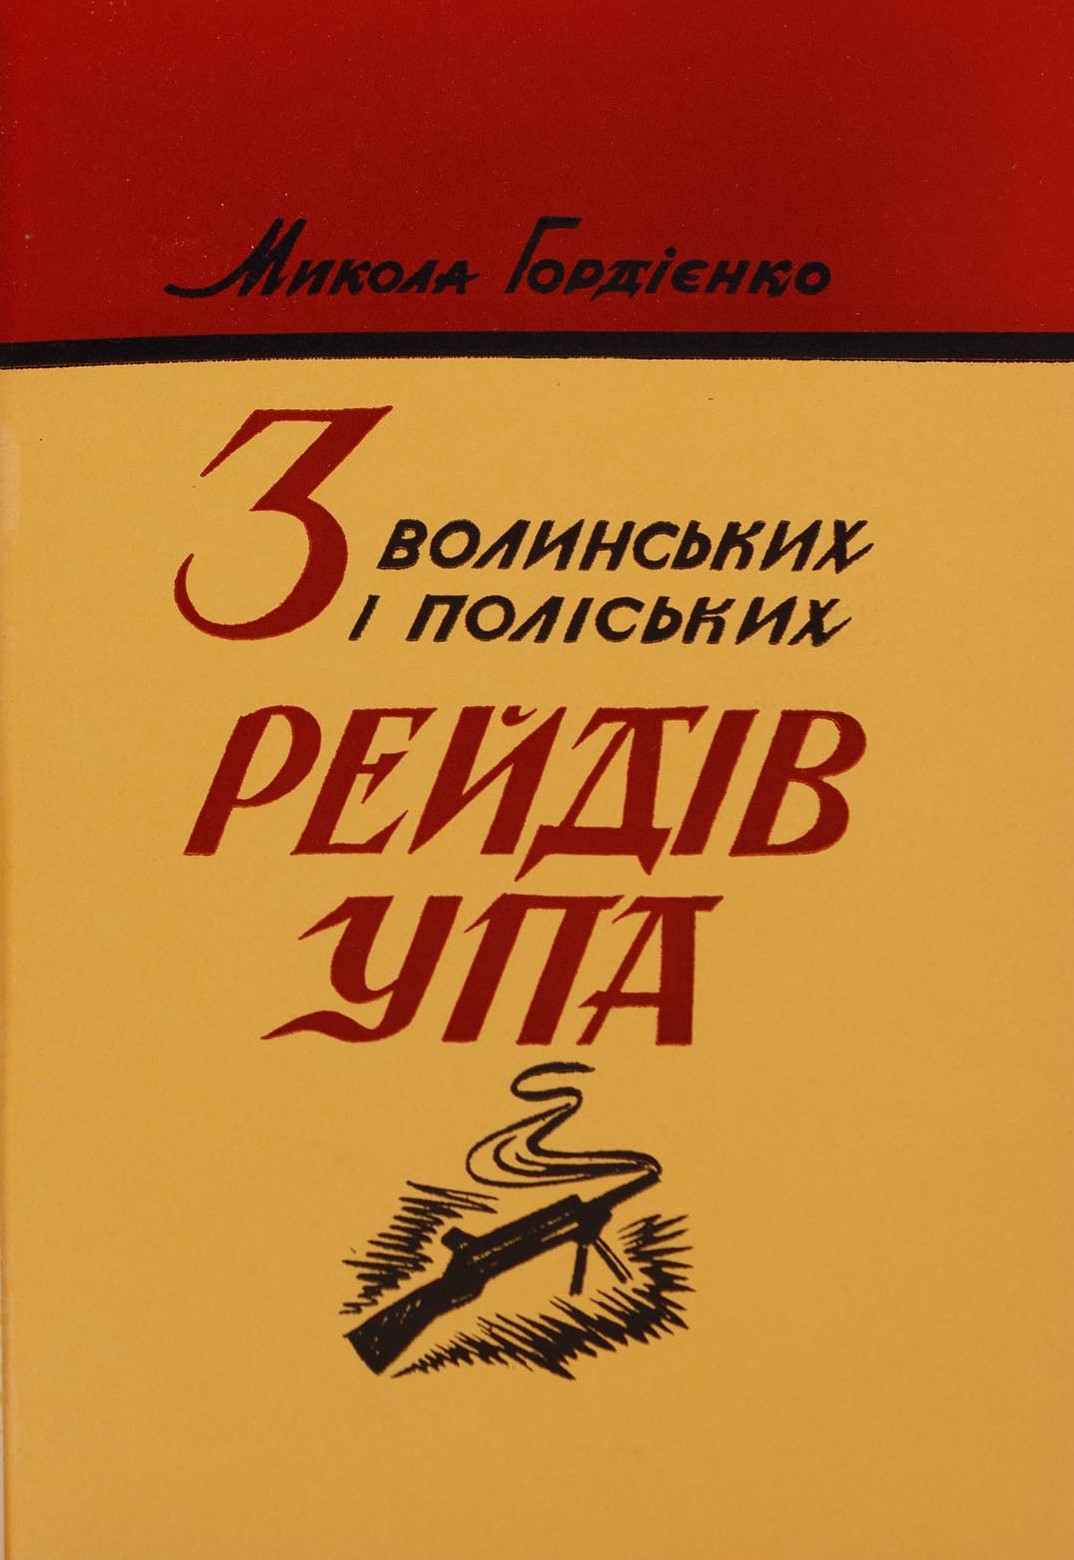 Микола Гордієнко
З ВОЛИНСЬКИХ
І ПОЛІСЬКИХ
РЕЙДІВ
УПА